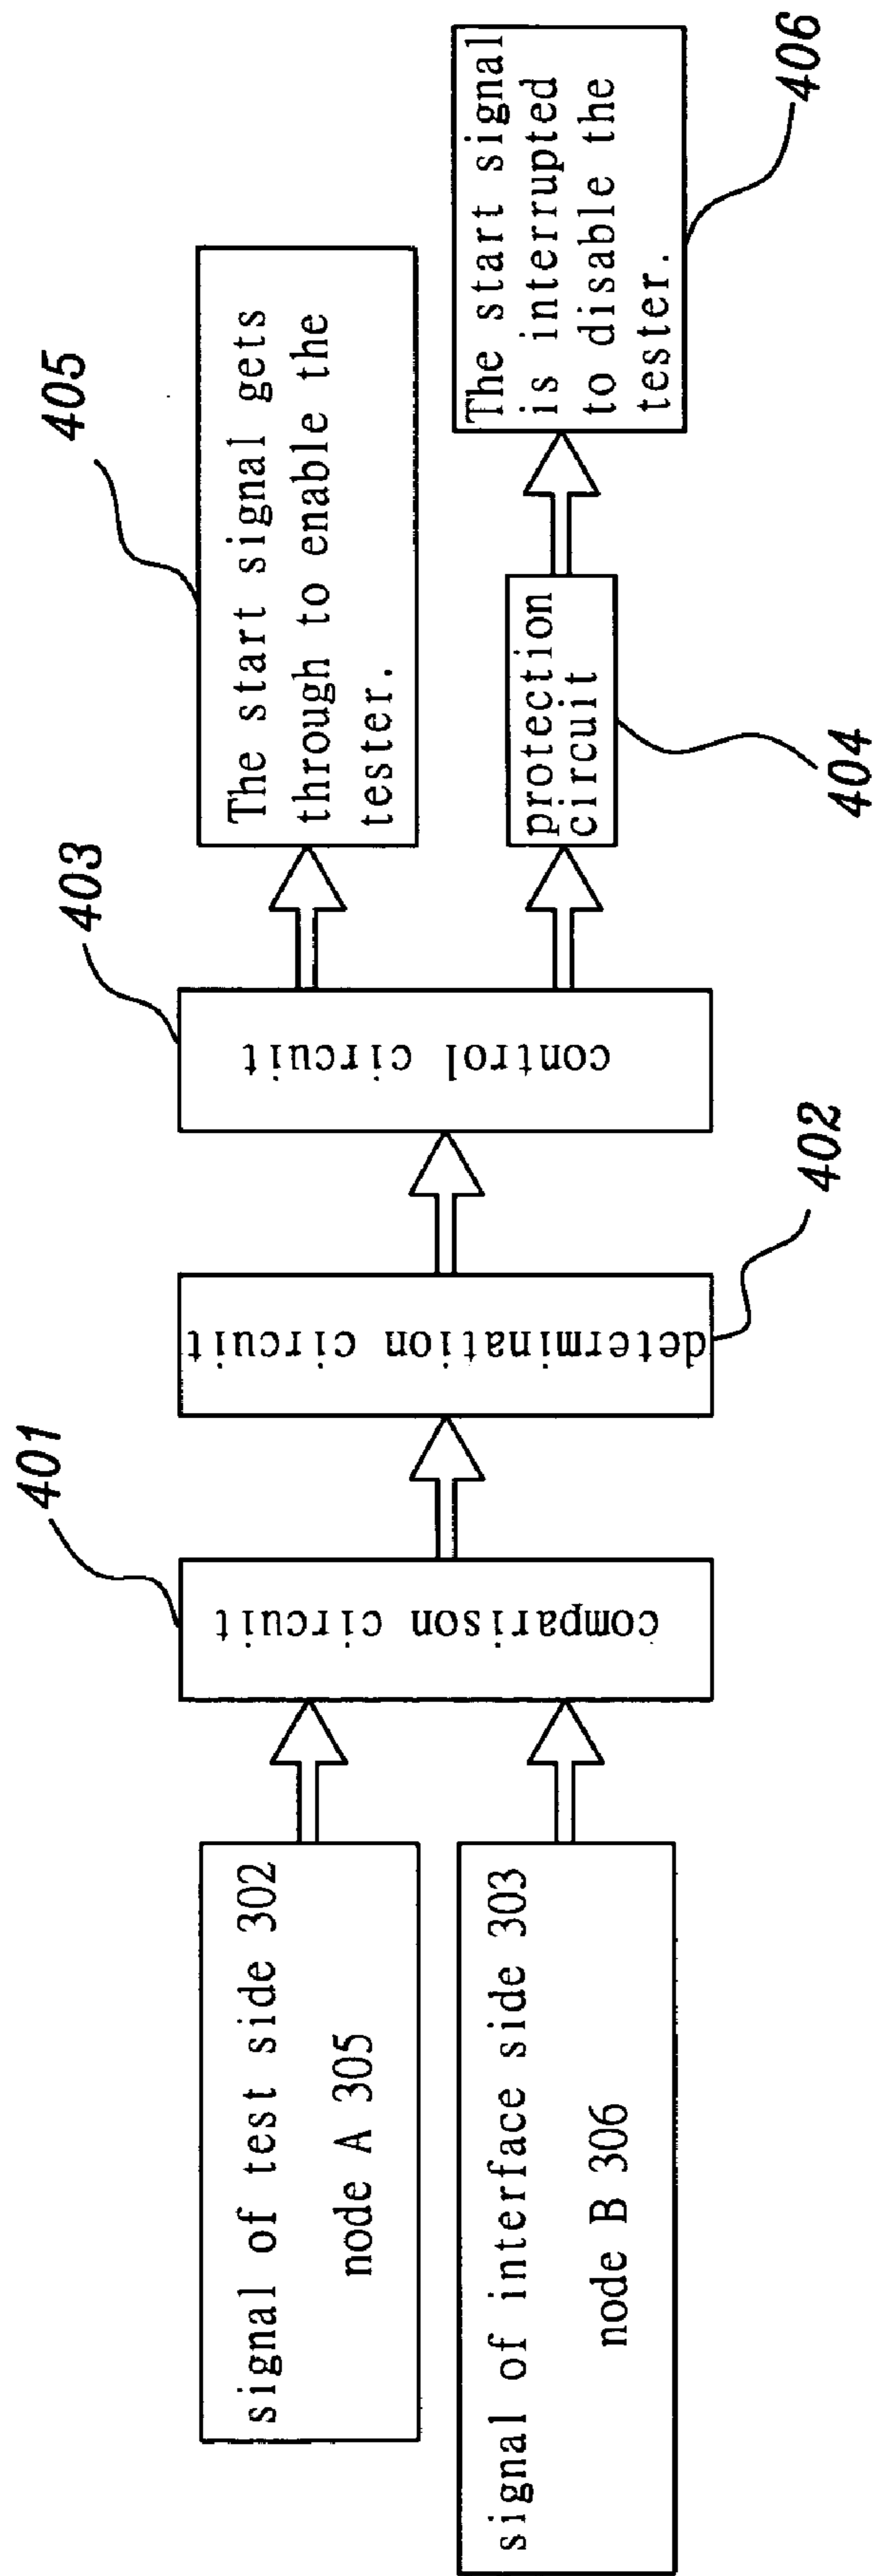 signal of test side 302
node A 305
signal of interface side 303
node B 306
401
comparison circuit
determination circuit
402
403
control circuit
405
The start signal gets
through to enable the
tester.
protection
circuit
404
The start signal
is interrupted
to disable the
tester.
406